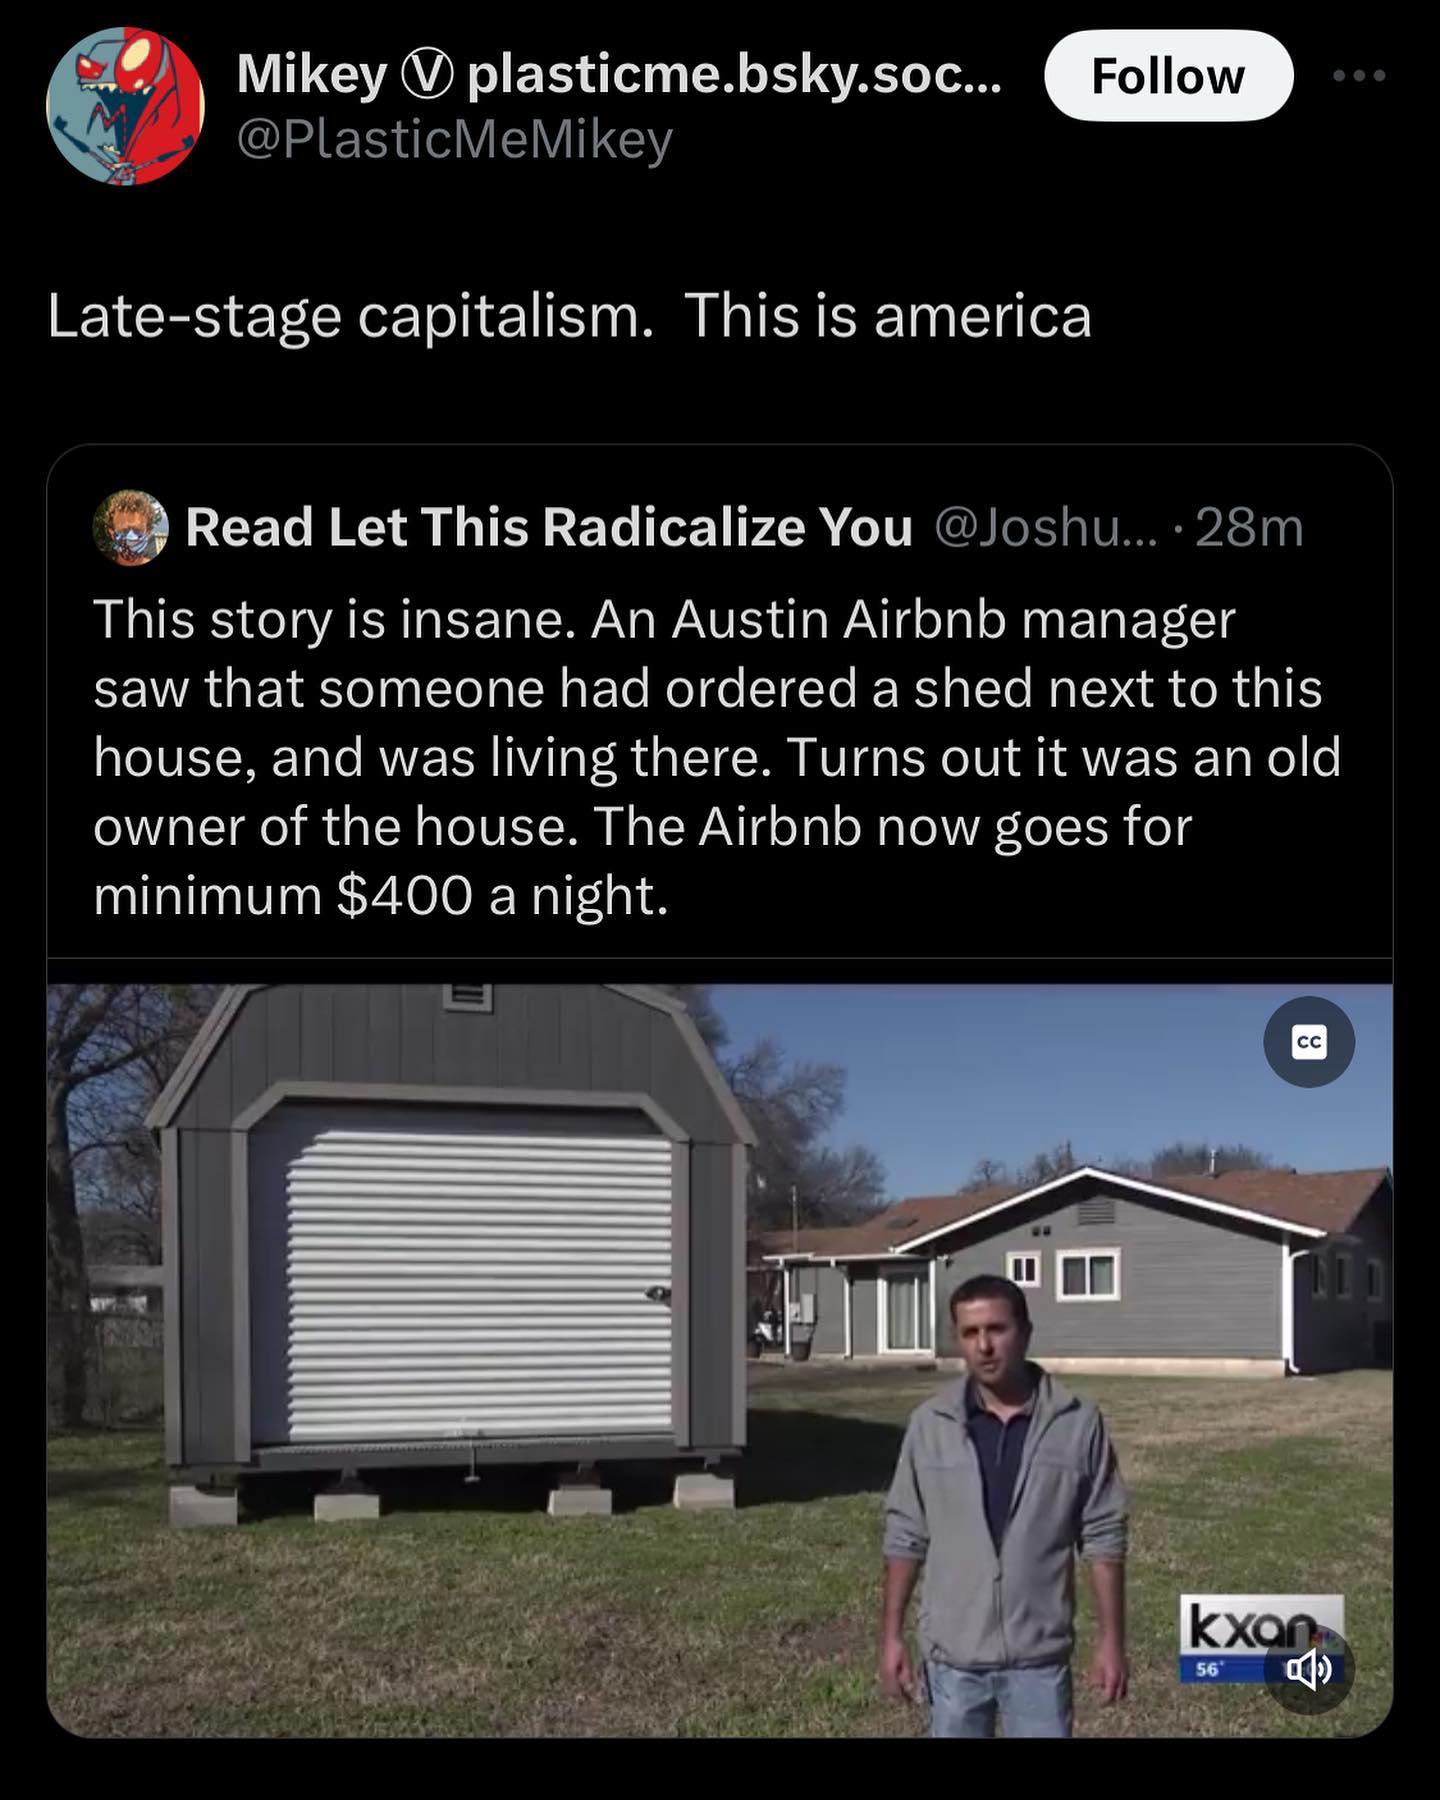 Mikey Ⓥ plasticme.bsky.soc...
Follow
@PlasticMeMikey
Late-stage capitalism.  This is america
Read Let This Radicalize You @Joshu... · 28m
This story is insane. An Austin Airbnb manager
saw that someone had ordered a shed next to this
house, and was living there. Turns out it was an old
owner of the house. The Airbnb now goes for
minimum $400 a night.
CC
kxan
56°